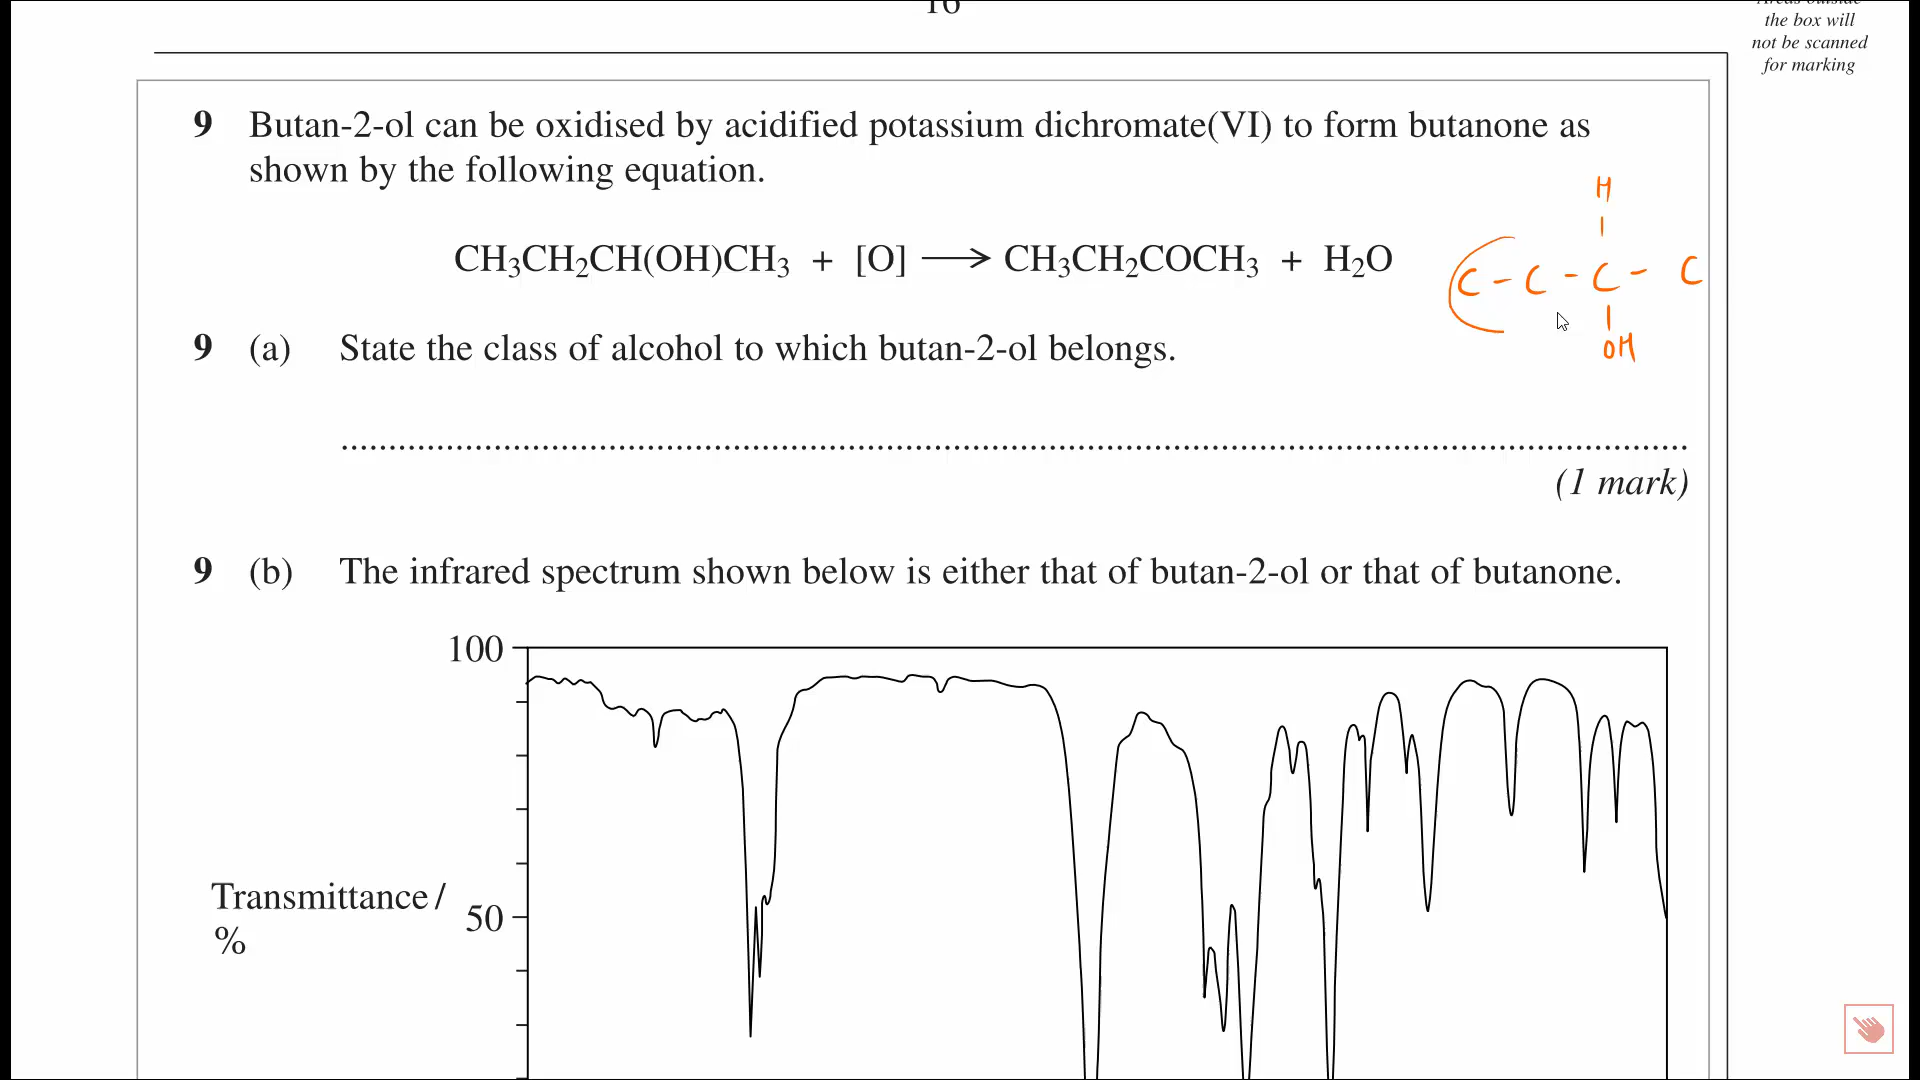 16
Areas outside
the box will
not be scanned
for marking
9 Butan-2-ol can be oxidised by acidified potassium dichromate(VI) to form butanone as
shown by the following equation.
CH₃CH₂CH(OH)CH₃ + [O] ⟶ CH₃CH₂COCH₃ + H₂O
H
C - C - C - C
OH
9 (a) State the class of alcohol to which butan-2-ol belongs.
(1 mark)
9 (b) The infrared spectrum shown below is either that of butan-2-ol or that of butanone.
100
Transmittance /
%
50